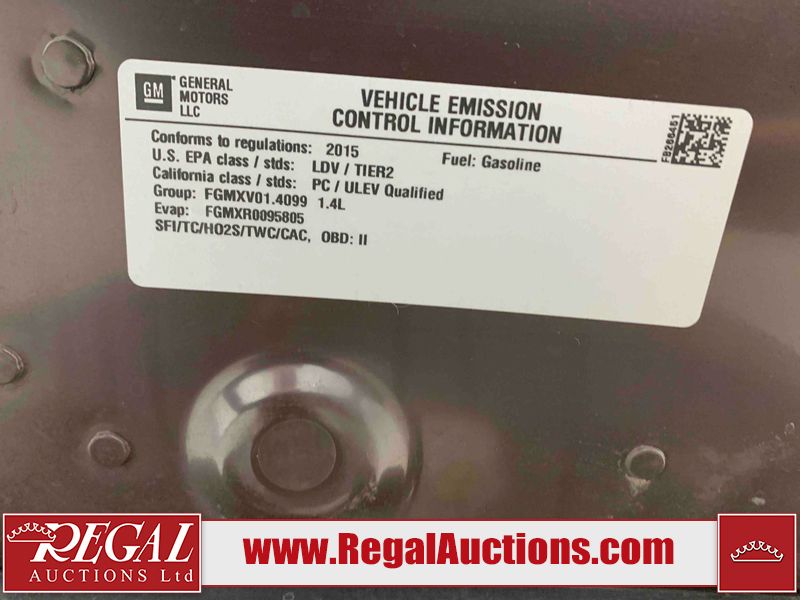 GM
GENERAL
MOTORS
LLC
VEHICLE EMISSION
CONTROL INFORMATION
Conforms to regulations: 2015 Fuel: Gasoline
U.S. EPA class / stds: LDV / TIER2
California class / stds: PC / ULEV Qualified
Group: FGMXV01.4099 1.4L
Evap: FGMXR0095805
SFI/TC/HO2S/TWC/CAC, OBD: II
FB266451
REGAL
AUCTIONS Ltd
www.RegalAuctions.com